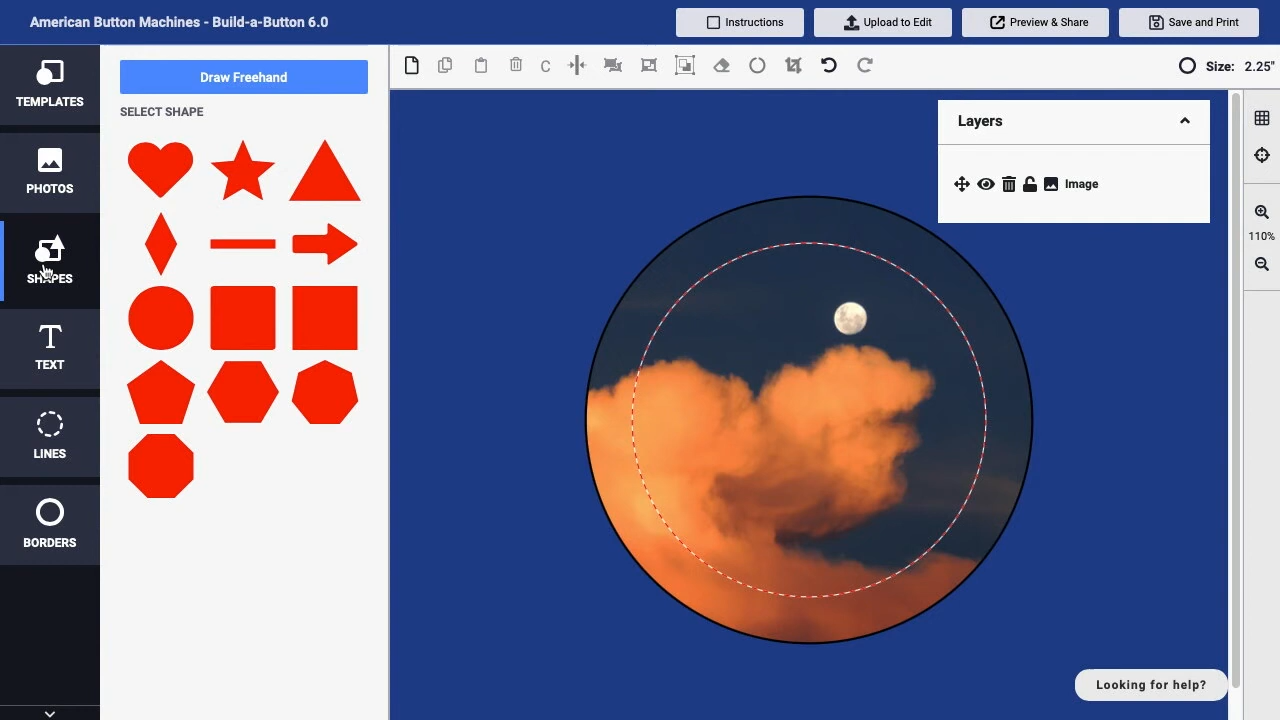 American Button Machines - Build-a-Button 6.0
Instructions
Upload to Edit
Preview & Share
Save and Print
TEMPLATES
PHOTOS
SHAPES
TEXT
LINES
BORDERS
Draw Freehand
SELECT SHAPE
C
Size: 2.25"
Layers
Image
110%
Looking for help?